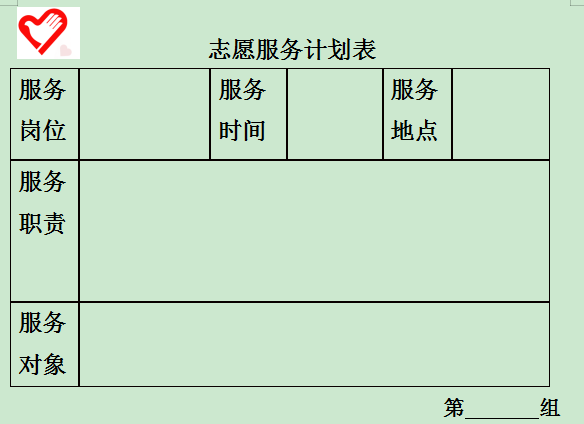 志愿服务计划表
服务 服务 服务
岗位 时间 地点
服务
职责
服务
对象
第______组